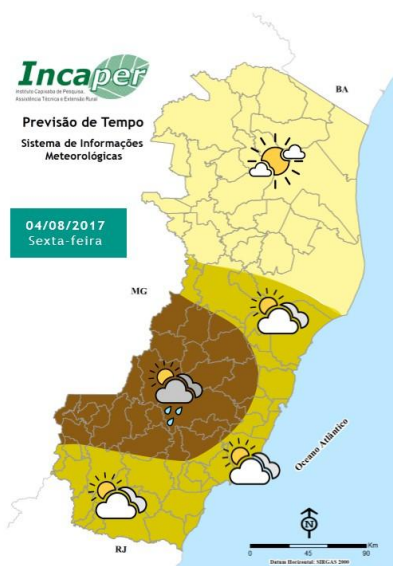 Incaper
Instituto Capixaba de Pesquisa,
Assistência Técnica e Extensão Rural
Previsão de Tempo
Sistema de Informações
Meteorológicas
04/08/2017
Sexta-feira
BA
MG
Oceano Atlântico
RJ
N
Km
0 45 90
Datum Horizontal: SIRGAS 2000